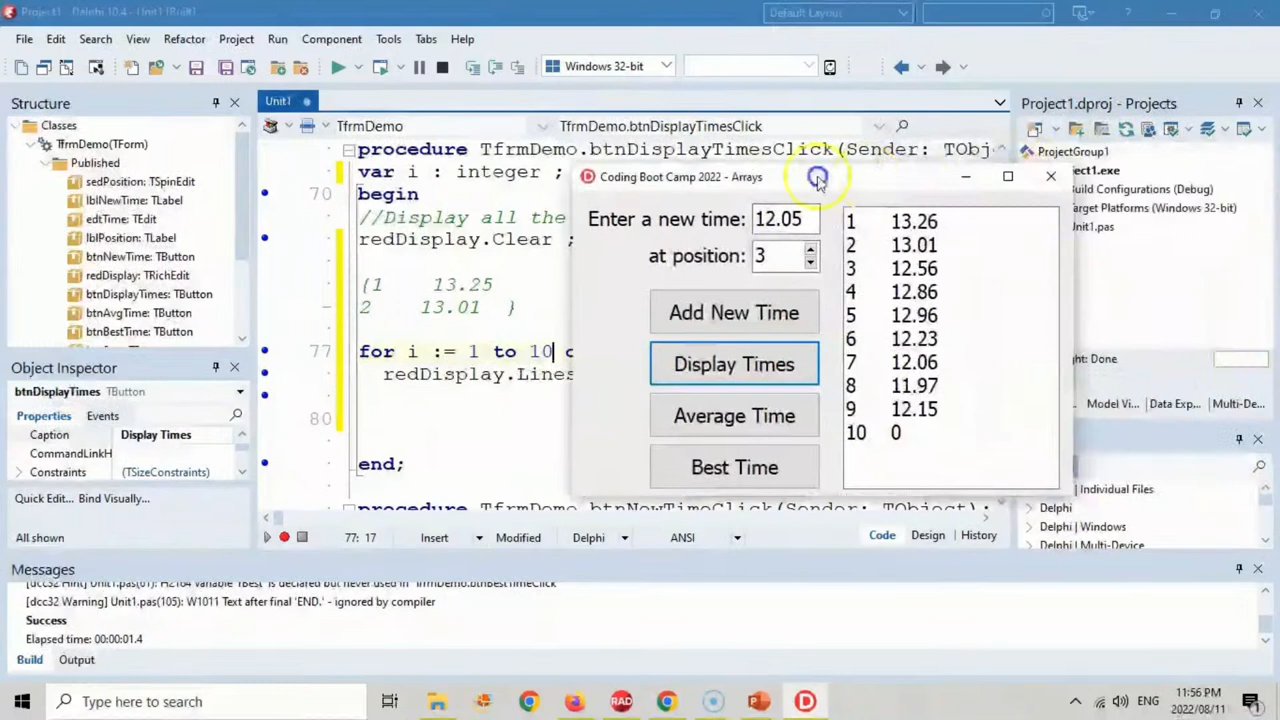 Project1 - Delphi 10.4 - Unit1 [Built]
Default Layout
File Edit Search View Refactor Project Run Component Tools Tabs Help
Windows 32-bit
Structure
Classes
TfrmDemo(TForm)
Published
sedPosition: TSpinEdit
lblNewTime: TLabel
edtTime: TEdit
lblPosition: TLabel
btnNewTime: TButton
redDisplay: TRichEdit
btnDisplayTimes: TButton
btnAvgTime: TButton
btnBestTime: TButton
Object Inspector
btnDisplayTimes TButton
Properties Events
Caption Display Times
CommandLinkH
Constraints (TSizeConstraints)
Quick Edit... Bind Visually...
All shown
Unit1
TfrmDemo TfrmDemo.btnDisplayTimesClick
procedure TfrmDemo.btnDisplayTimesClick(Sender: TObj
var i : integer ;
70 begin
//Display all the
redDisplay.Clear ;
{1 13.25
2 13.01 }
77 for i := 1 to 10
redDisplay.Lines
80
end;
procedure TfrmDemo.btnNewTimeClick(Sender: TObject);
77: 17 Insert Modified Delphi ANSI Code Design History
Coding Boot Camp 2022 - Arrays
Enter a new time: 12.05
at position: 3
Add New Time
Display Times
Average Time
Best Time
1 13.26
2 13.01
3 12.56
4 12.86
5 12.96
6 12.23
7 12.06
8 11.97
9 12.15
10 0
Project1.dproj - Projects
ProjectGroup1
ect1.exe
Build Configurations (Debug)
Target Platforms (Windows 32-bit)
Unit1.pas
ht: Done.
Model Vi... Data Exp... Multi-De...
Individual Files
Delphi
Delphi | Windows
Delphi | Multi-Device
Messages
[dcc32 Warning] Unit1.pas(105): W1011 Text after final 'END.' - ignored by compiler
Success
Elapsed time: 00:00:01.4
Build Output
Type here to search
RAD
ENG
11:56 PM
2022/08/11